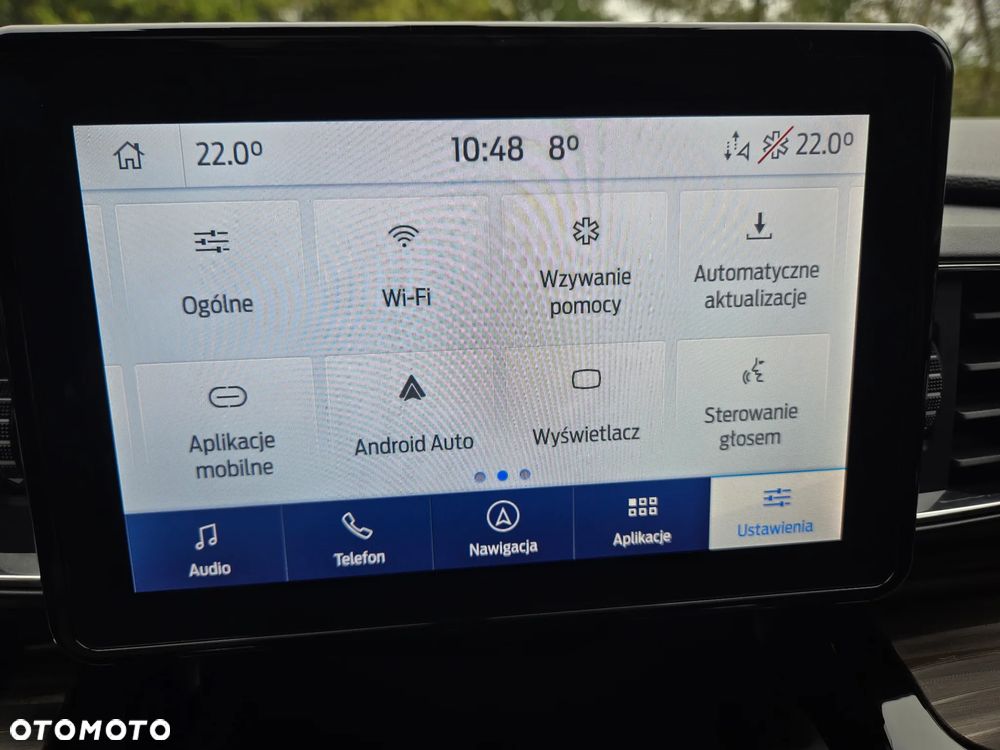 22.0° 10:48 8° 22.0°
Ogólne
Wi-Fi
Wzywanie
pomocy
Automatyczne
aktualizacje
Aplikacje
mobilne
Android Auto
Wyświetlacz
Sterowanie
głosem
Audio
Telefon
Nawigacja
Aplikacje
Ustawienia
OTOMOTO